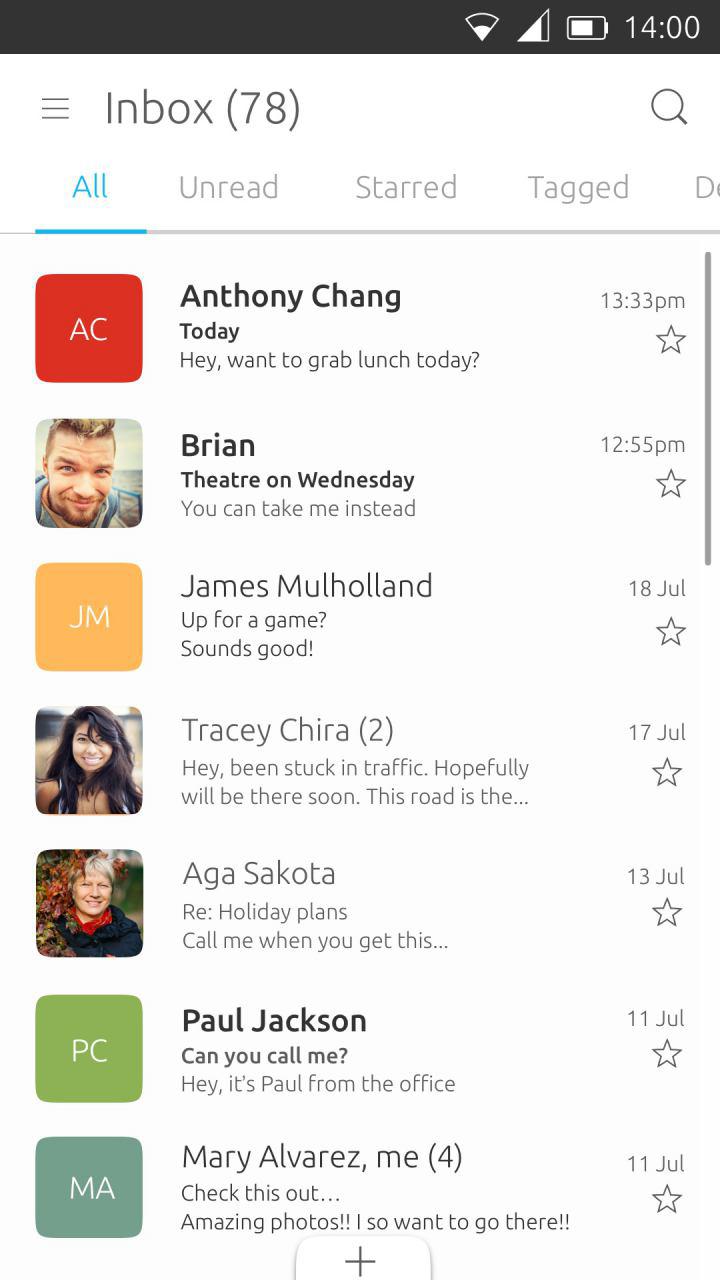 14:00
Inbox (78)
All Unread Starred Tagged De
AC
Anthony Chang 13:33pm
Today
Hey, want to grab lunch today?
Brian 12:55pm
Theatre on Wednesday
You can take me instead
JM
James Mulholland 18 Jul
Up for a game?
Sounds good!
Tracey Chira (2) 17 Jul
Hey, been stuck in traffic. Hopefully
will be there soon. This road is the...
Aga Sakota 13 Jul
Re: Holiday plans
Call me when you get this...
PC
Paul Jackson 11 Jul
Can you call me?
Hey, it's Paul from the office
MA
Mary Alvarez, me (4) 11 Jul
Check this out...
Amazing photos!! I so want to go there!!